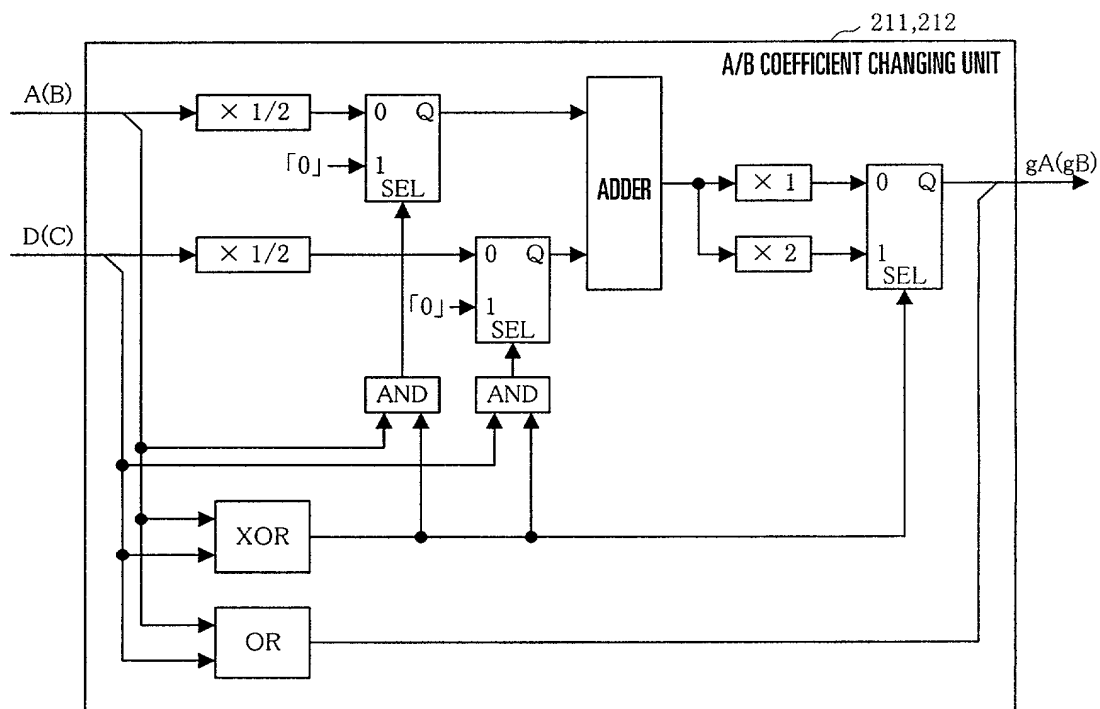 211,212
A/B COEFFICIENT CHANGING UNIT
A(B)
× 1/2
0 Q
「0」
1
SEL
ADDER
× 1
0 Q
gA(gB)
D(C)
× 1/2
0 Q
× 2
1
SEL
「0」
1
SEL
AND
AND
XOR
OR